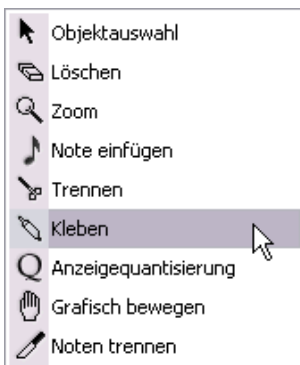 Objektauswahl
Löschen
Zoom
Note einfügen
Trennen
Kleben
Anzeigequantisierung
Grafisch bewegen
Noten trennen